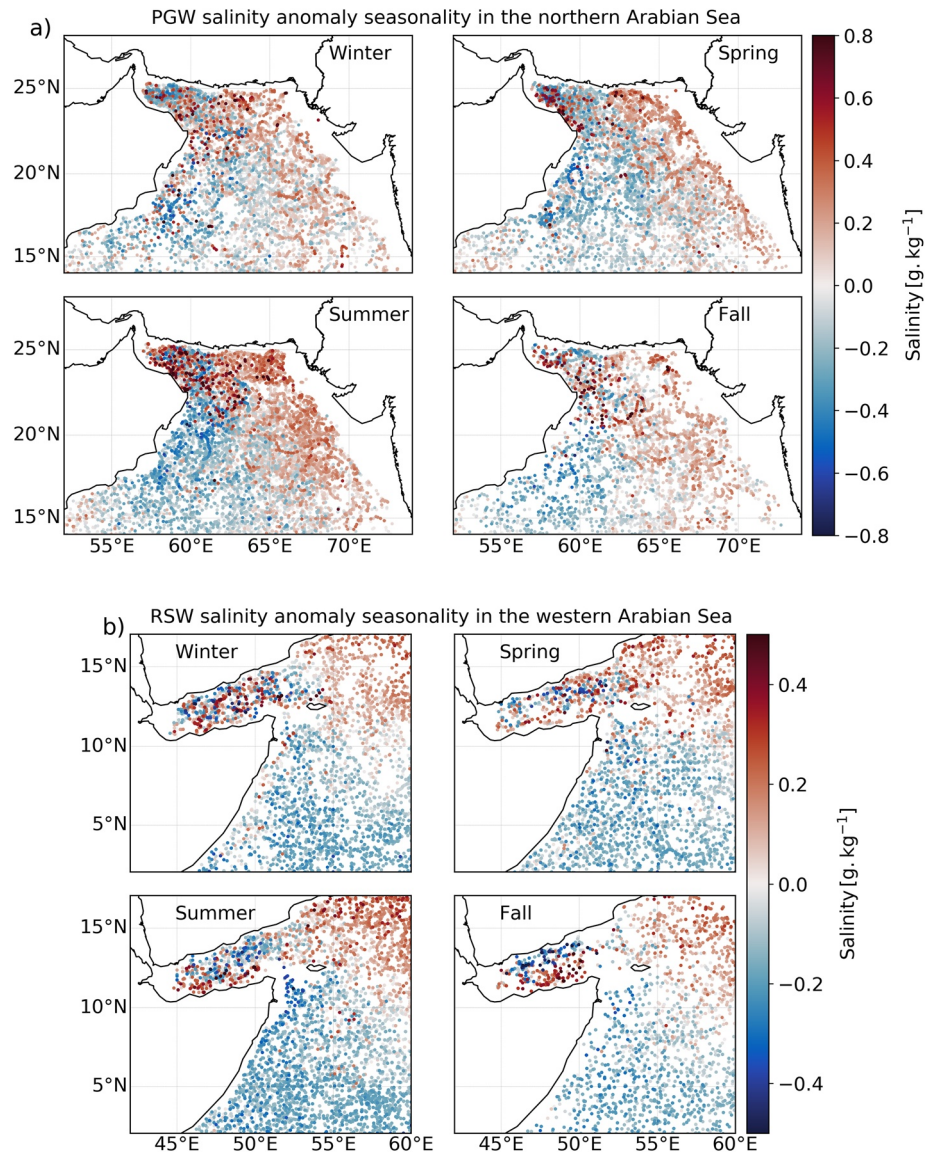 PGW salinity anomaly seasonality in the northern Arabian Sea
a)
Winter
Spring
25°N
20°N
15°N
Summer
Fall
25°N
20°N
15°N
55°E 60°E 65°E 70°E
55°E 60°E 65°E 70°E
0.8
0.6
0.4
0.2
0.0
−0.2
−0.4
−0.6
−0.8
Salinity [g. kg⁻¹]
RSW salinity anomaly seasonality in the western Arabian Sea
b)
Winter
Spring
15°N
10°N
5°N
Summer
Fall
15°N
10°N
5°N
45°E 50°E 55°E 60°E
45°E 50°E 55°E 60°E
0.4
0.2
0.0
−0.2
−0.4
Salinity [g. kg⁻¹]